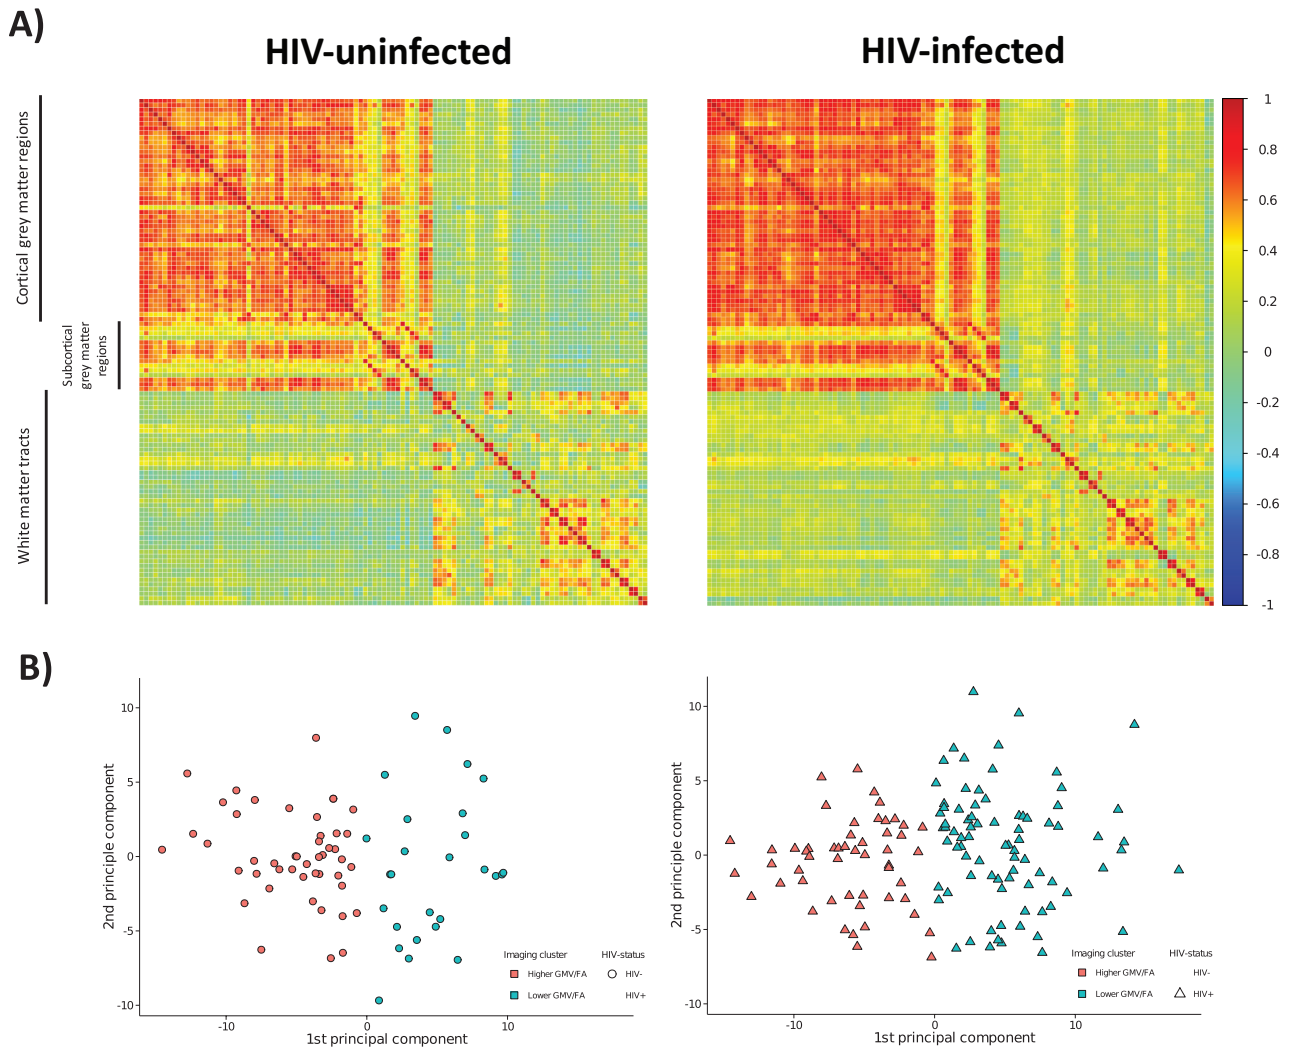 A)
HIV-uninfected
HIV-infected
Cortical grey matter regions
Subcortical
grey matter
regions
White matter tracts
1
0.8
0.6
0.4
0.2
0
-0.2
-0.4
-0.6
-0.8
-1
B)
10
5
0
-5
-10
2nd principle component
-10
0
10
1st principal component
Imaging cluster
HIV-status
Higher GMV/FA
HIV-
Lower GMV/FA
HIV+
10
5
0
-5
-10
2nd principle component
-10
0
10
1st principal component
Imaging cluster
HIV-status
Higher GMV/FA
HIV-
Lower GMV/FA
HIV+